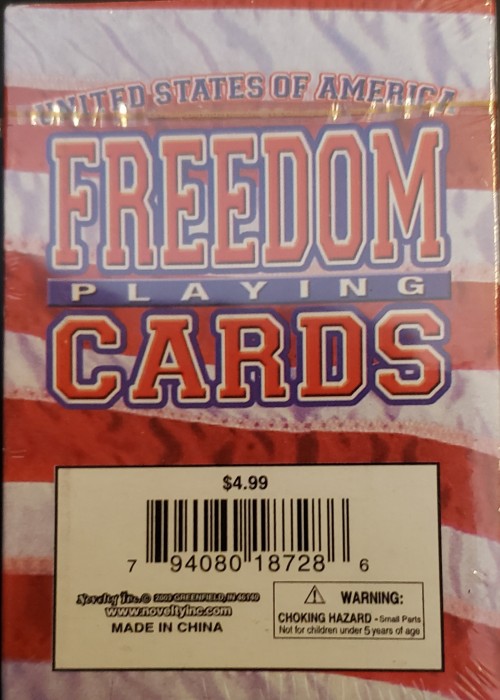 UNITED STATES OF AMERICA
FREEDOM
PLAYING
CARDS
$4.99
7 94080 18728 6
Novelty Inc.© 2003 GREENFIELD, IN 46140
www.noveltyinc.com
MADE IN CHINA
⚠ WARNING:
CHOKING HAZARD - Small Parts
Not for children under 5 years of age